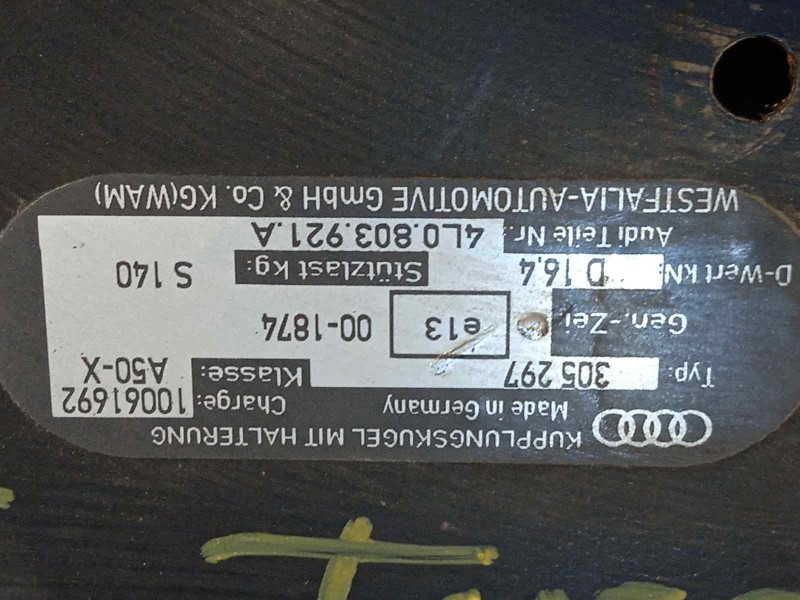 KUPPLUNGSKUGEL MIT HALTERUNG
Made in Germany Charge: 10061692
Typ: 305 297 Klasse: A50-X
Gen.-Zei e13 00-1874
D-Wert kN D 16,4 Stützlast Kg: S 140
Audi Teile Nr. 4L0.803.921.A
WESTFALIA-AUTOMOTIVE GmbH & Co. KG(WAM)